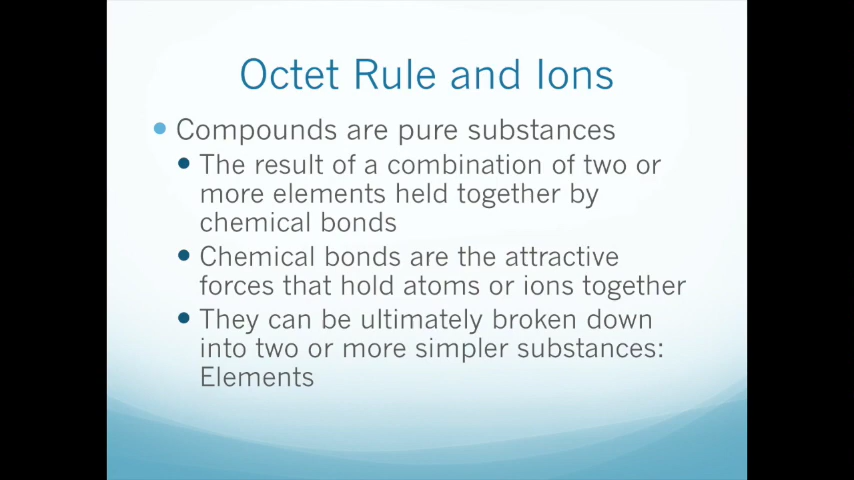 Octet Rule and Ions
Compounds are pure substances
The result of a combination of two or
more elements held together by
chemical bonds
Chemical bonds are the attractive
forces that hold atoms or ions together
They can be ultimately broken down
into two or more simpler substances:
Elements